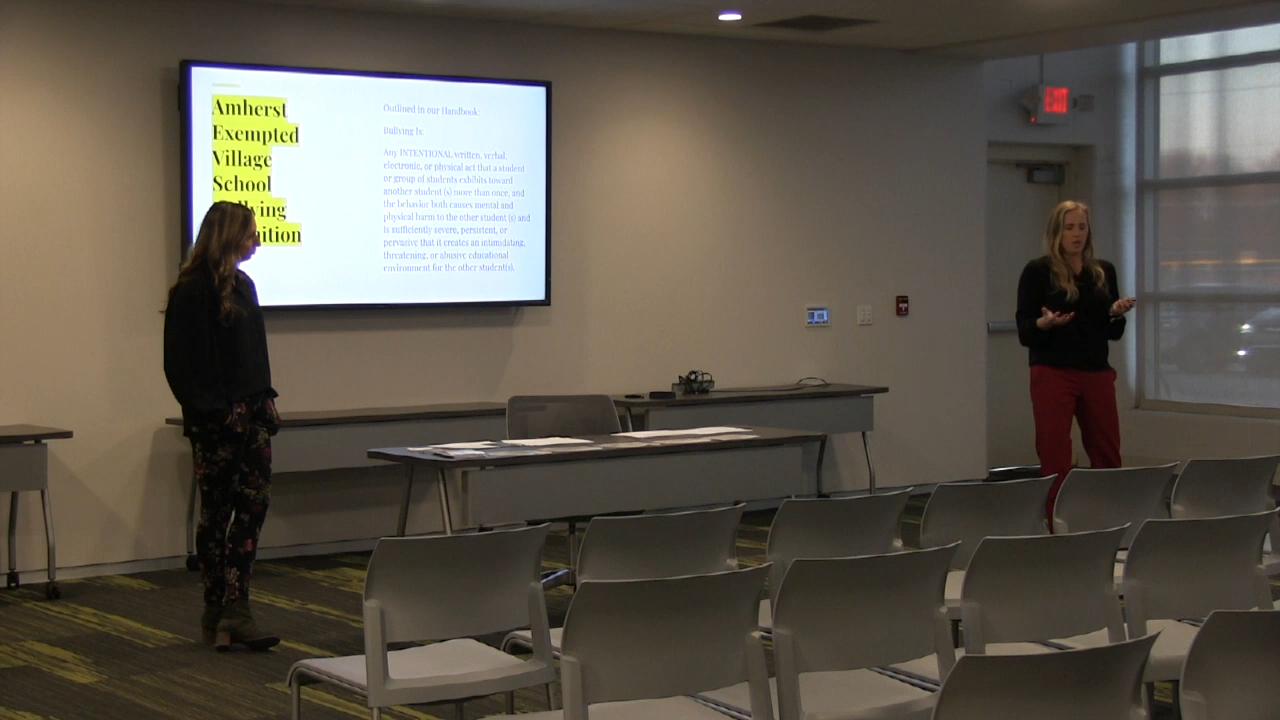 Amherst
Exempted
Village
School
Outlined in our Handbook:
Bullying Is:
Any INTENTIONAL written, verbal,
electronic, or physical act that a student
or group of students exhibits toward
another student (s) more than once, and
the behavior both causes mental and
physical harm to the other student (s) and
is sufficiently severe, persistent, or
pervasive that it creates an intimidating,
threatening, or abusive educational
environment for the other student(s).
EXIT